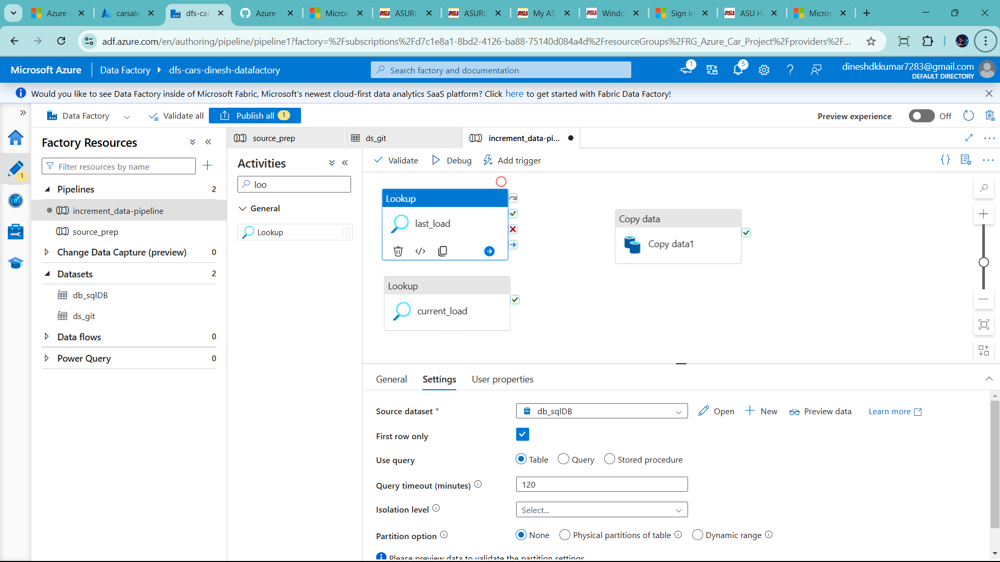 Azure
carsale
dfs-car
Azure-
Micros
ASURI
ASURI
My AS
Windo
Sign in
ASU H
Micros
adf.azure.com/en/authoring/pipeline/pipeline1?factory=%2Fsubscriptions%2Fd7c1e8a1-8bd2-4126-ba88-75140d084a4d%2FresourceGroups%2FRG_Azure_Car_Project%2Fproviders%2F...
Microsoft Azure
Data Factory
dfs-cars-dinesh-datafactory
Search factory and documentation
1
5
dineshdkkumar7283@gmail.com
DEFAULT DIRECTORY
Would you like to see Data Factory inside of Microsoft Fabric, Microsoft's newest cloud-first data analytics SaaS platform? Click here to get started with Fabric Data Factory!
Data Factory
Validate all
Publish all 1
Preview experience
Off
Factory Resources
source_prep
ds_git
increment_data-pi...
1
Filter resources by name
Activities
Validate
Debug
Add trigger
loo
Pipelines 2
increment_data-pipeline
source_prep
Change Data Capture (preview) 0
Datasets 2
db_sqlDB
ds_git
Data flows 0
Power Query 0
General
Lookup
Lookup
last_load
Copy data
Copy data1
Lookup
current_load
General
Settings
User properties
Source dataset *
db_sqlDB
SQL
Open
New
Preview data
Learn more
First row only
Use query
Table
Query
Stored procedure
Query timeout (minutes)
120
Isolation level
Select...
Partition option
None
Physical partitions of table
Dynamic range
Please preview data to validate the partition settings